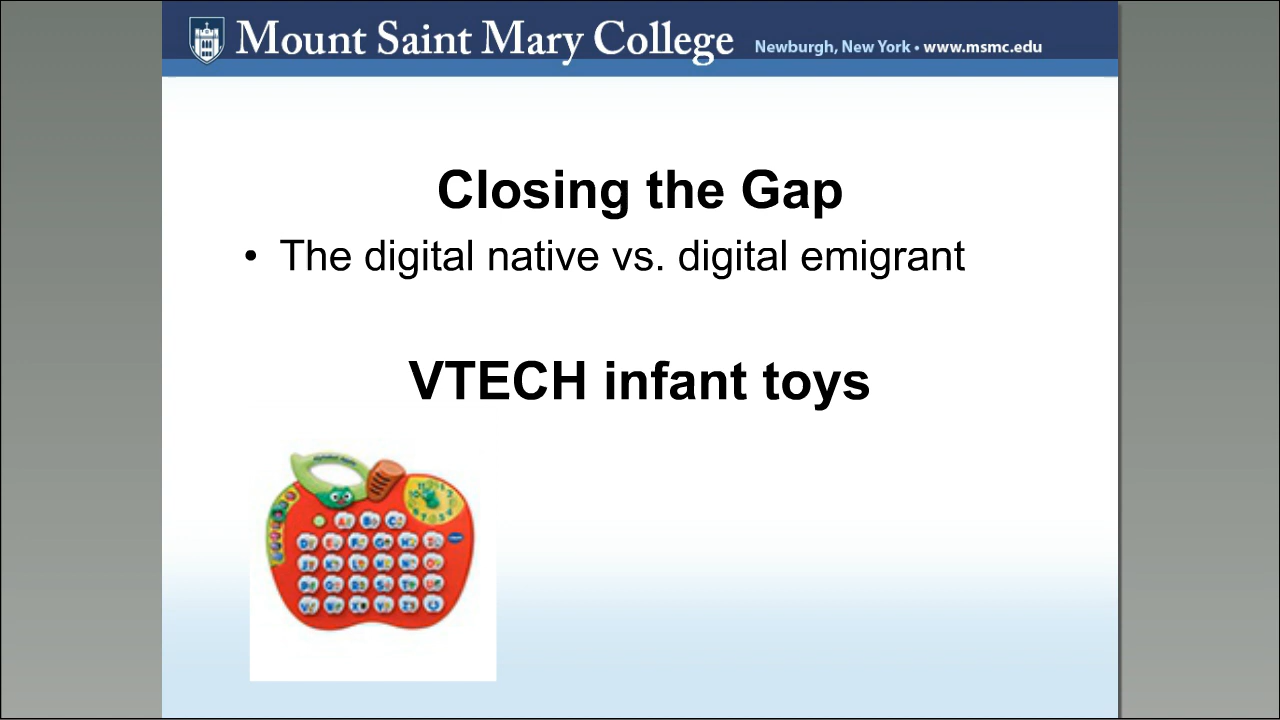 Mount Saint Mary College Newburgh, New York • www.msmc.edu
Closing the Gap
• The digital native vs. digital emigrant
VTECH infant toys